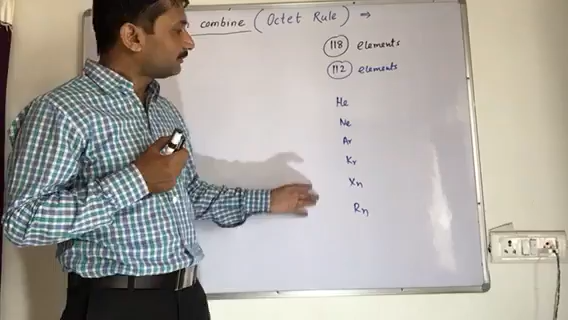 combine (Octet Rule) ⇒
118 elements
112 elements
He
Ne
Ar
Kr
Xn
Rn